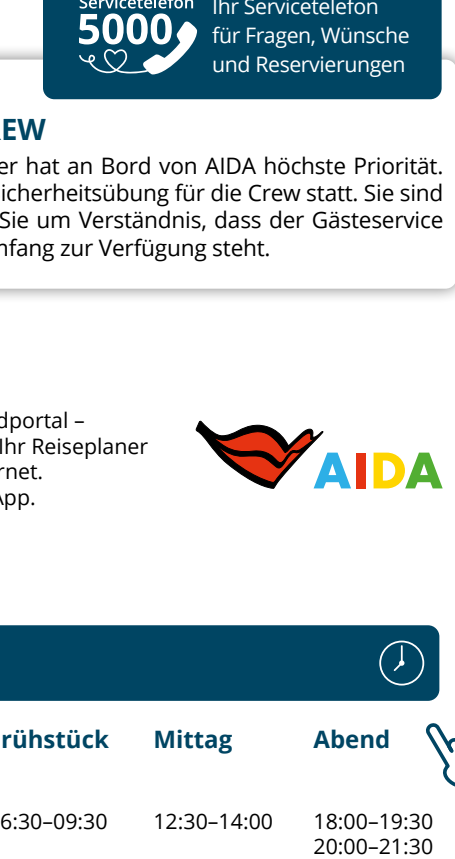 Servicetelefon
5000
Ihr Servicetelefon
für Fragen, Wünsche
und Reservierungen
EW
er hat an Bord von AIDA höchste Priorität.
icherheitsübung für die Crew statt. Sie sind
Sie um Verständnis, dass der Gästeservice
nfang zur Verfügung steht.
dportal –
Ihr Reiseplaner
rnet.
App.
AIDA
rühstück Mittag Abend
6:30–09:30 12:30–14:00 18:00–19:30
20:00–21:30